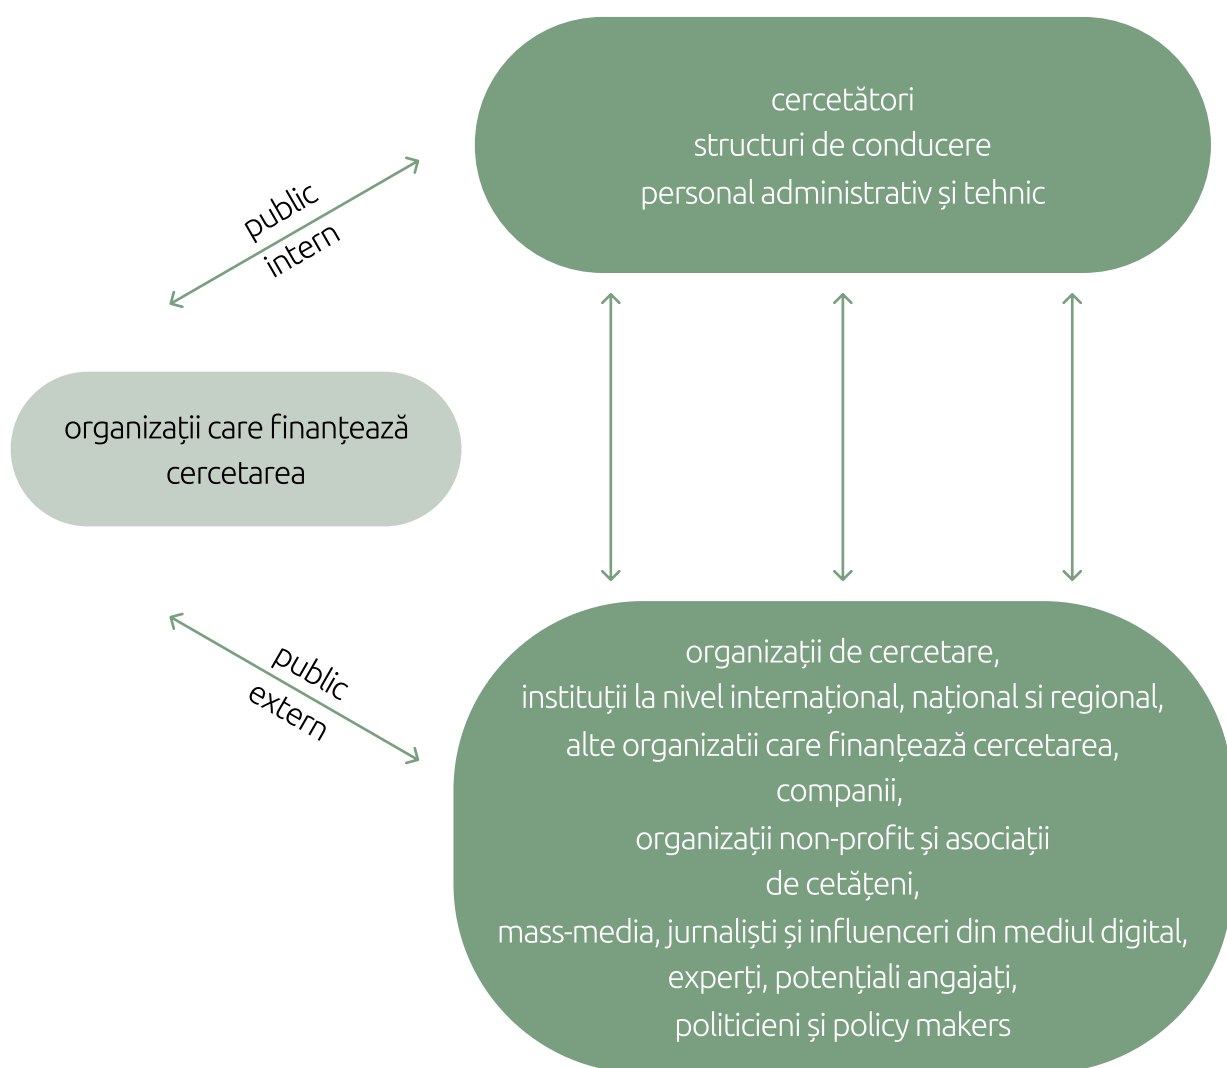 cercetători
structuri de conducere
personal administrativ și tehnic
public
intern
organizații care finanțează
cercetarea
public
extern
organizații de cercetare,
instituții la nivel internațional, național si regional,
alte organizatii care finanțează cercetarea,
companii,
organizații non-profit și asociații
de cetățeni,
mass-media, jurnaliști și influenceri din mediul digital,
experți, potențiali angajați,
politicieni și policy makers